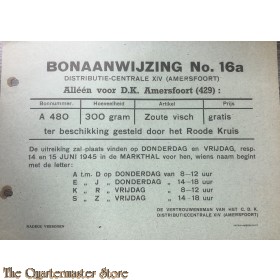 BONAANWIJZING No. 16a
DISTRIBUTIE-CENTRALE XIV (AMERSFOORT)
Alléén voor D.K. Amersfoort (429) :
Bonnummer. Hoeveelheid Artikel Prijs
A 480 300 gram Zoute visch gratis
ter beschikking gesteld door het Roode Kruis
De uitreiking zal plaats vinden op DONDERDAG en VRIJDAG, resp.
14 en 15 JUNI 1945 in de MARKTHAL voor hen, wiens naam begint
met de letter:
A t.m. D op DONDERDAG van 8—12 uur
E „ J „ DONDERDAG „ 14-18 uur
K „ R „ VRIJDAG „ 8—12 uur
S „ Z „ VRIJDAG „ 14-18 uur
DE VERTROUWENSMAN VAN HET C.D.K.
DISTRIBUTIE-CENTRALE XIV (AMERSFOORT)
The Quartermaster Store